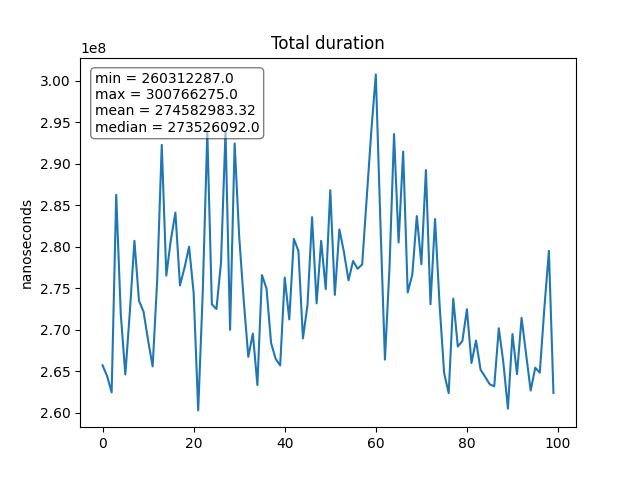 Total duration
1e8
min = 260312287.0
max = 300766275.0
mean = 274582983.32
median = 273526092.0
nanoseconds
3.00
2.95
2.90
2.85
2.80
2.75
2.70
2.65
2.60
0 20 40 60 80 100